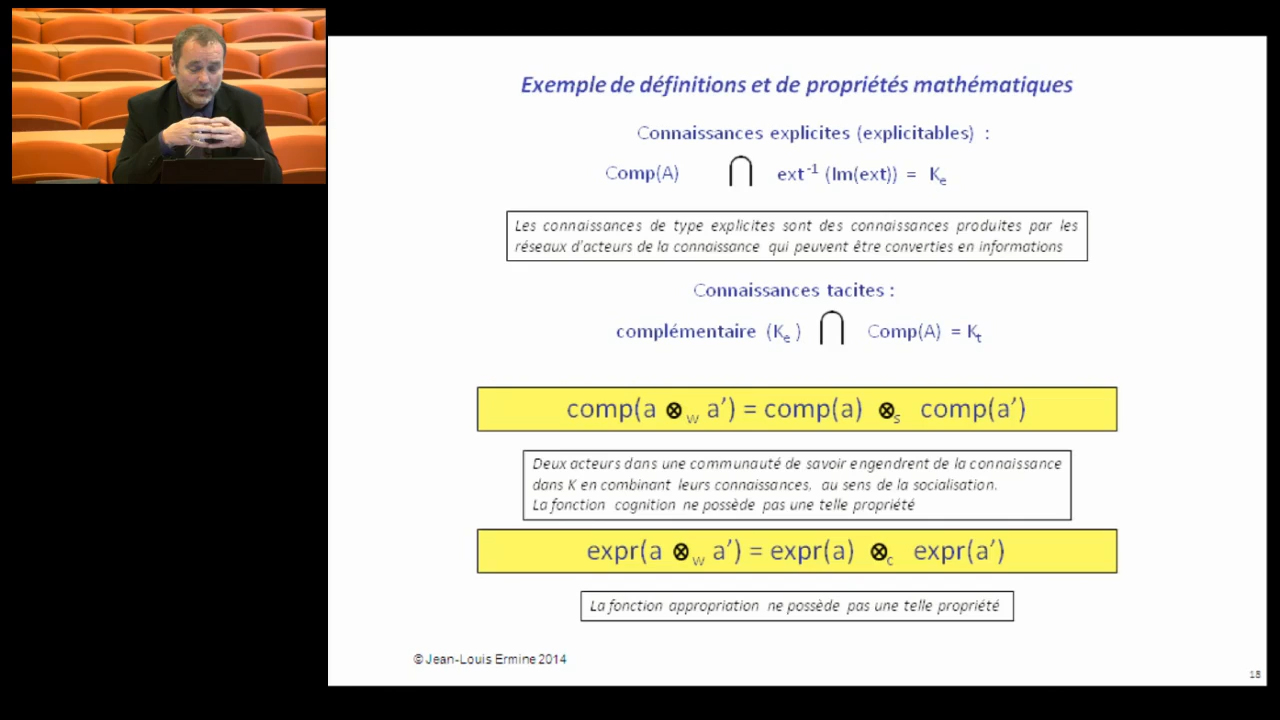 Exemple de définitions et de propriétés mathématiques
Connaissances explicites (explicitables) :
Comp(A) ⋂ ext⁻¹ (Im(ext)) = Kₑ
Les connaissances de type explicites sont des connaissances produites par les
réseaux d'acteurs de la connaissance qui peuvent être converties en informations
Connaissances tacites :
complémentaire (Kₑ ) ⋂ Comp(A) = Kₜ
comp(a ⊗w a') = comp(a) ⊗s comp(a')
Deux acteurs dans une communauté de savoir engendrent de la connaissance
dans K en combinant leurs connaissances, au sens de la socialisation.
La fonction cognition ne possède pas une telle propriété
expr(a ⊗w a') = expr(a) ⊗c expr(a')
La fonction appropriation ne possède pas une telle propriété
© Jean-Louis Ermine 2014
18